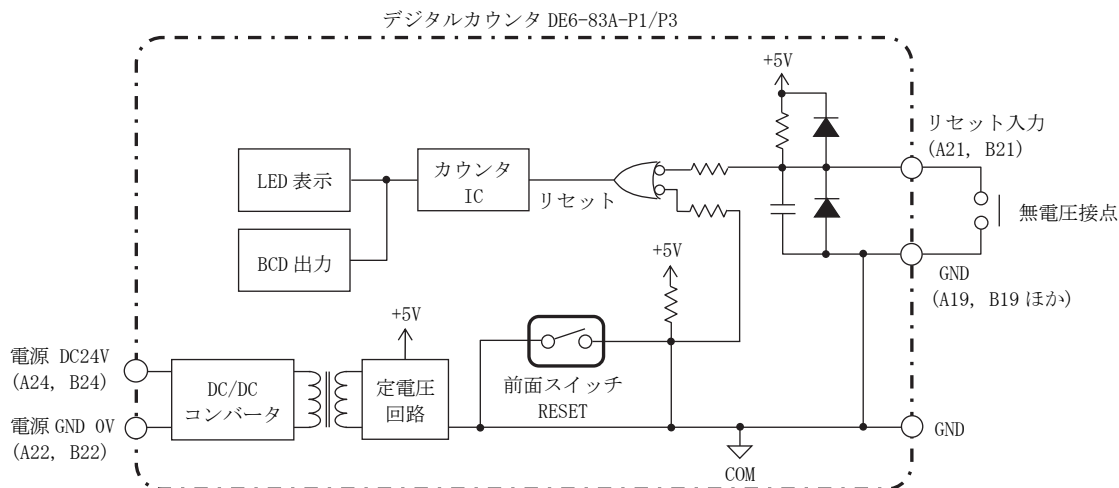 デジタルカウンタ DE6-83A-P1/P3
+5V
リセット入力
(A21, B21)
LED 表示
カウンタ
IC
リセット
無電圧接点
BCD 出力
+5V
GND
(A19, B19 ほか)
+5V
電源 DC24V
(A24, B24)
DC/DC
コンバータ
定電圧
回路
前面スイッチ
RESET
電源 GND 0V
(A22, B22)
GND
COM